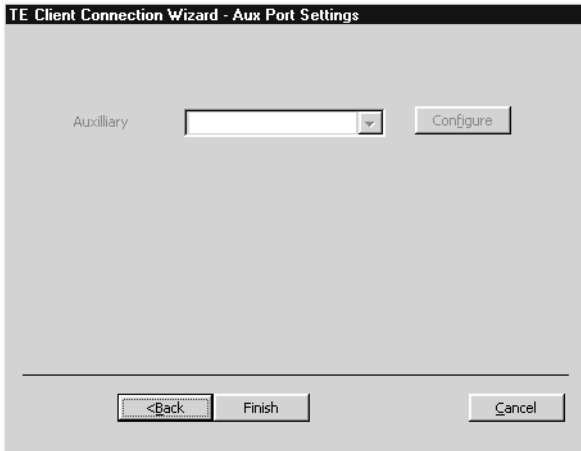 TE Client Connection Wizard - Aux Port Settings
Auxilliary
Configure
<Back
Finish
Cancel